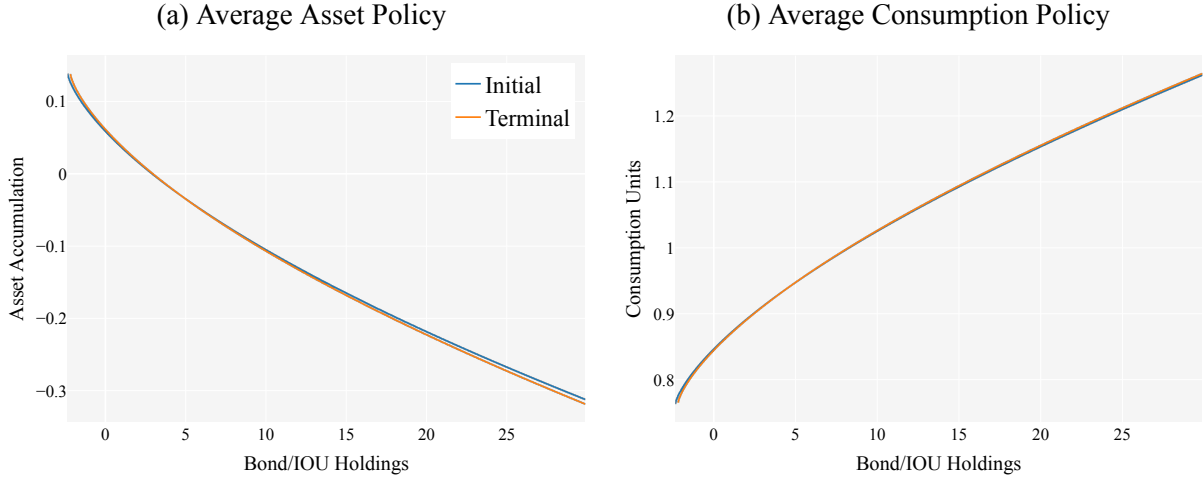 (a) Average Asset Policy
Asset Accumulation
0.1
0
−0.1
−0.2
−0.3
Initial
Terminal
0
5
10
15
20
25
Bond/IOU Holdings
(b) Average Consumption Policy
Consumption Units
1.2
1.1
1
0.9
0.8
0
5
10
15
20
25
Bond/IOU Holdings